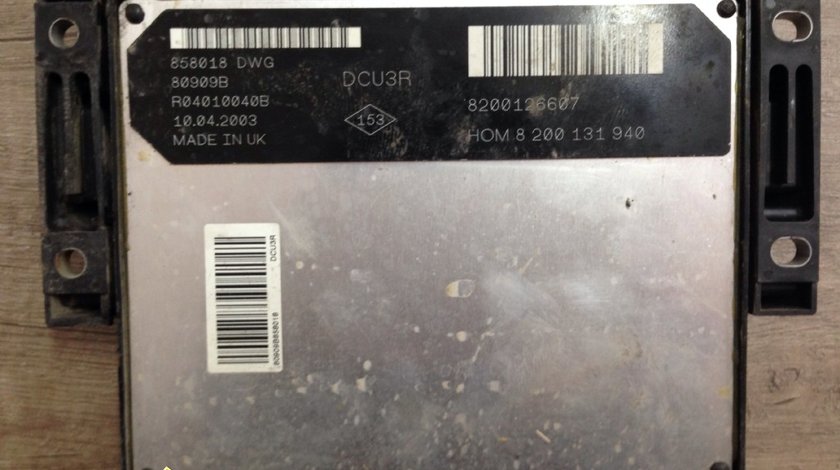 858018 DWG
80909B
R04010040B
10.04.2003
MADE IN UK
DCU3R
153
8200126607
HOM 8 200 131 940
DCU3R
80909B858018